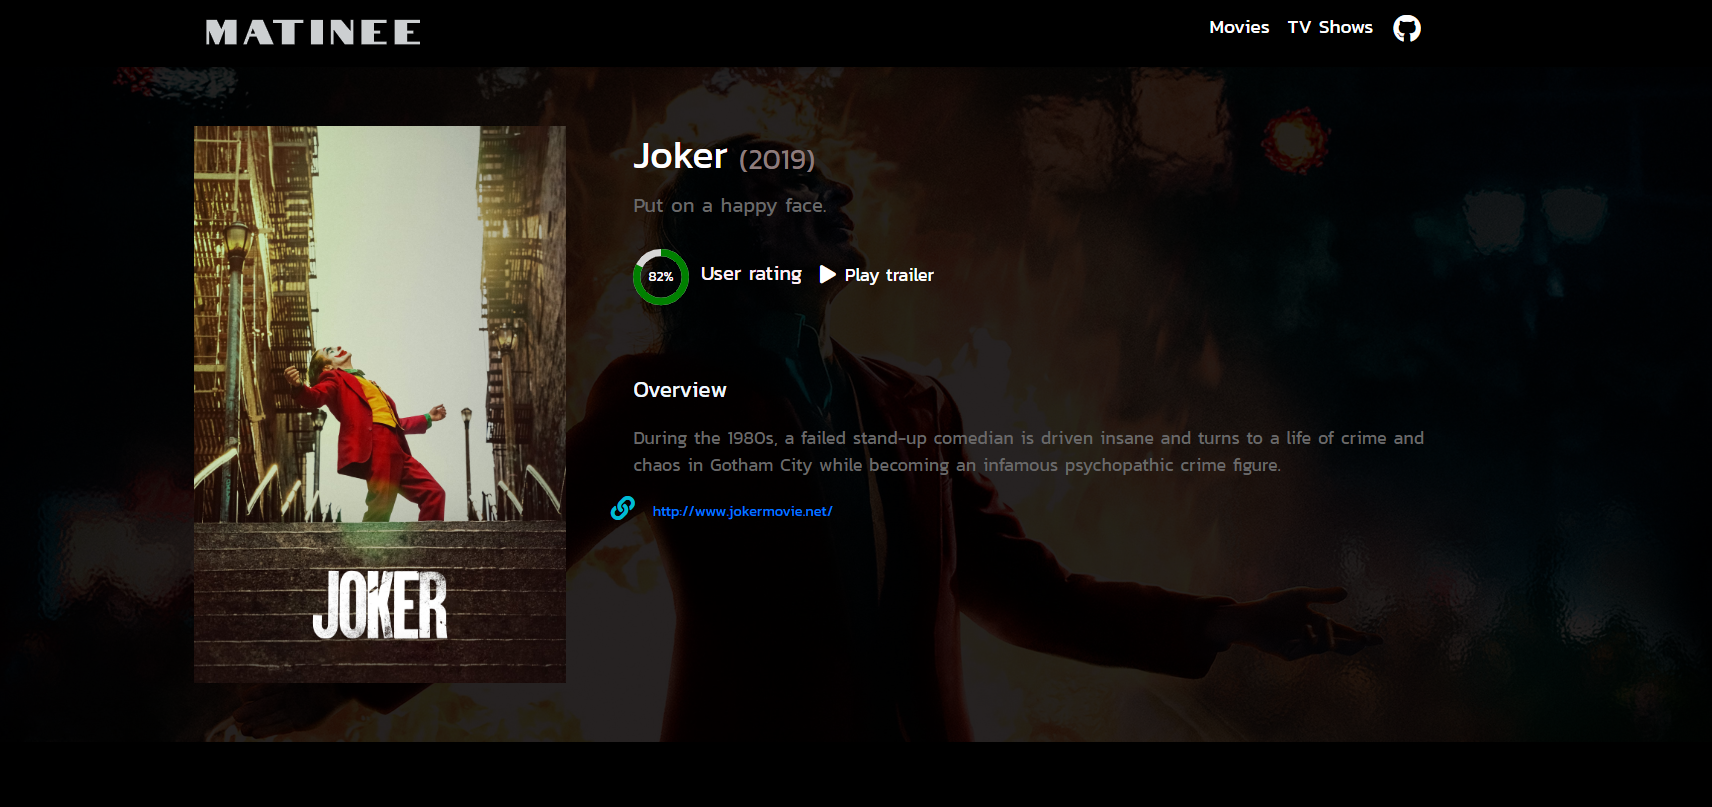 MATINEE
Movies TV Shows
Joker (2019)
Put on a happy face.
82% User rating Play trailer
Overview
During the 1980s, a failed stand-up comedian is driven insane and turns to a life of crime and
chaos in Gotham City while becoming an infamous psychopathic crime figure.
http://www.jokermovie.net/
JOKER